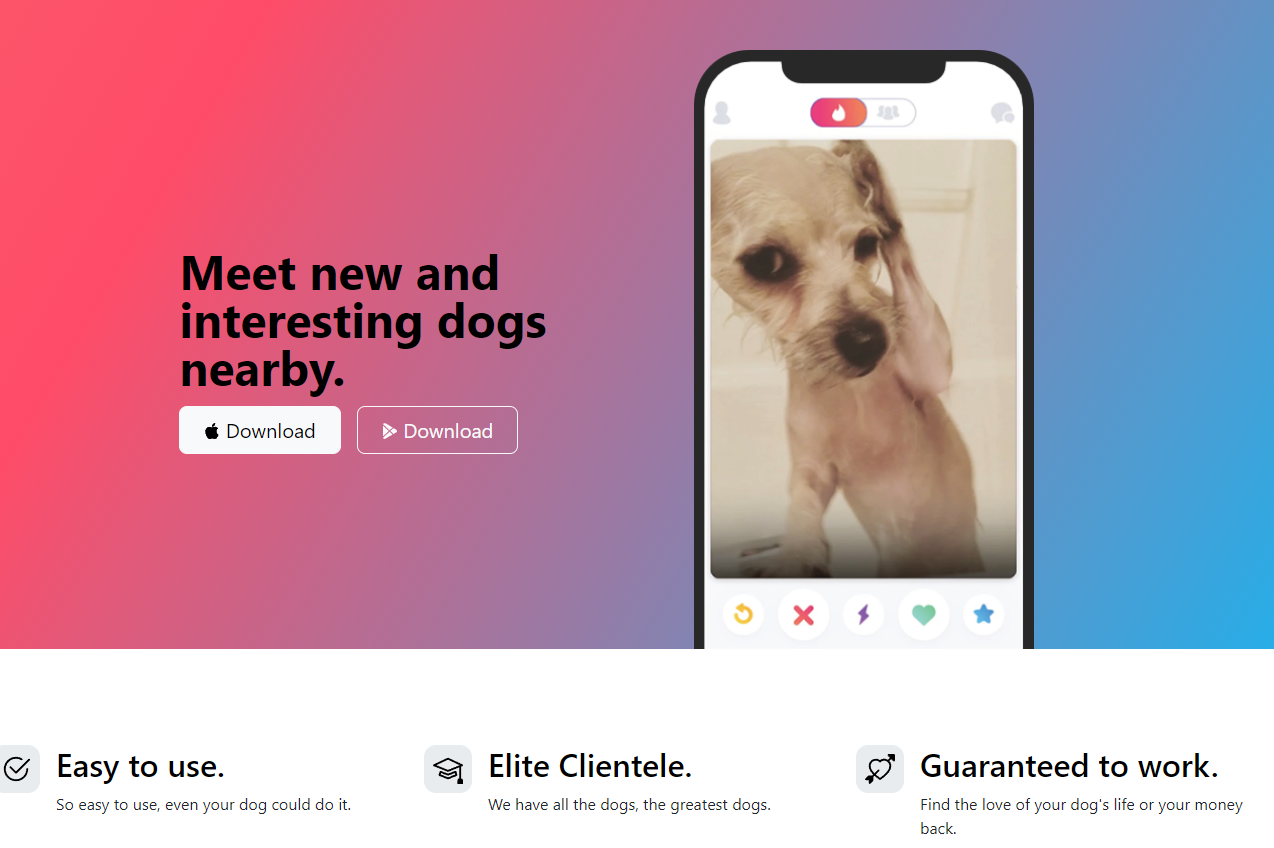 Meet new and
interesting dogs
nearby.
Download
Download
Easy to use.
So easy to use, even your dog could do it.
Elite Clientele.
We have all the dogs, the greatest dogs.
Guaranteed to work.
Find the love of your dog's life or your money
back.